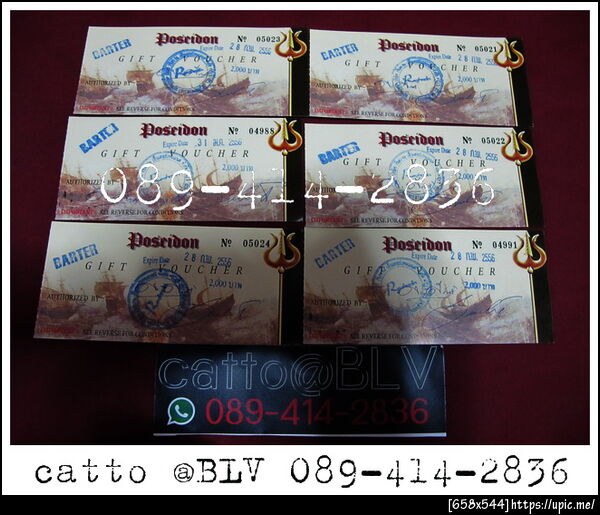 Poseidon Nº 05023
BARTER Expire Date 28 ก.พ. 2556
GIFT VOUCHER
2,000 บาท
AUTHORIZED BY
IMPORTANT: SEE REVERSE FOR CONDITIONS
Poseidon Nº 05021
BARTER Expire Date 28 ก.พ. 2556
GIFT VOUCHER
2,000 บาท
AUTHORIZED BY
IMPORTANT: SEE REVERSE FOR CONDITIONS
Poseidon Nº 04988
BARTER Expire Date 31 2556
GIFT VOUCHER
AUTHORIZED BY
IMPORTANT: SEE REVERSE FOR CONDITIONS
Poseidon Nº 05022
BARTER Expire Date 28 ก.พ. 2556
GIFT VOUCHER
2,000 บาท
SEE REVERSE FOR CONDITIONS
089-414-2836
Poseidon Nº 05024
BARTER Expire Date 28 ก.พ. 2556
GIFT VOUCHER
2,000 บาท
AUTHORIZED BY
IMPORTANT: SEE REVERSE FOR CONDITIONS
Poseidon Nº 04991
BARTER Expire Date 28 ก.พ. 2556
GIFT VOUCHER
2,000 บาท
AUTHORIZED BY
SEE REVERSE FOR CONDITIONS
catto@BLV
089-414-2836
catto @BLV 089-414-2836
[658x544]https://upic.me/